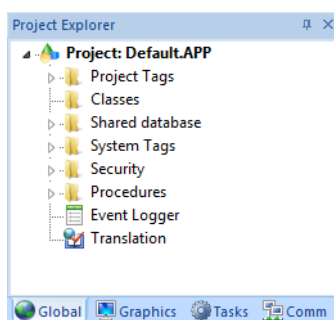 Project Explorer
Project: Default.APP
Project Tags
Classes
Shared database
System Tags
Security
Procedures
Event Logger
Translation
Global Graphics Tasks Comm